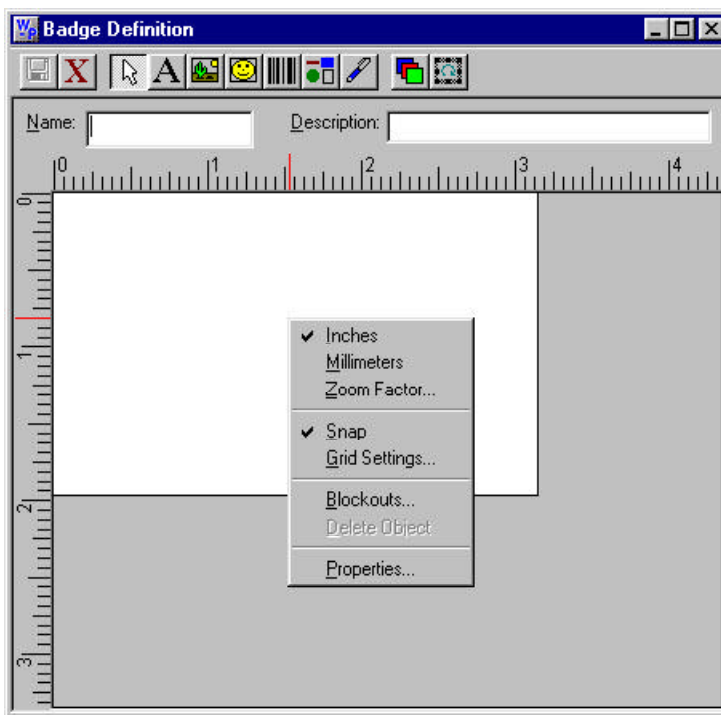 WP Badge Definition
X A
Name: Description:
0 1 2 3 4
0
1
2
3
Inches
Millimeters
Zoom Factor...
Snap
Grid Settings...
Blockouts...
Delete Object
Properties...